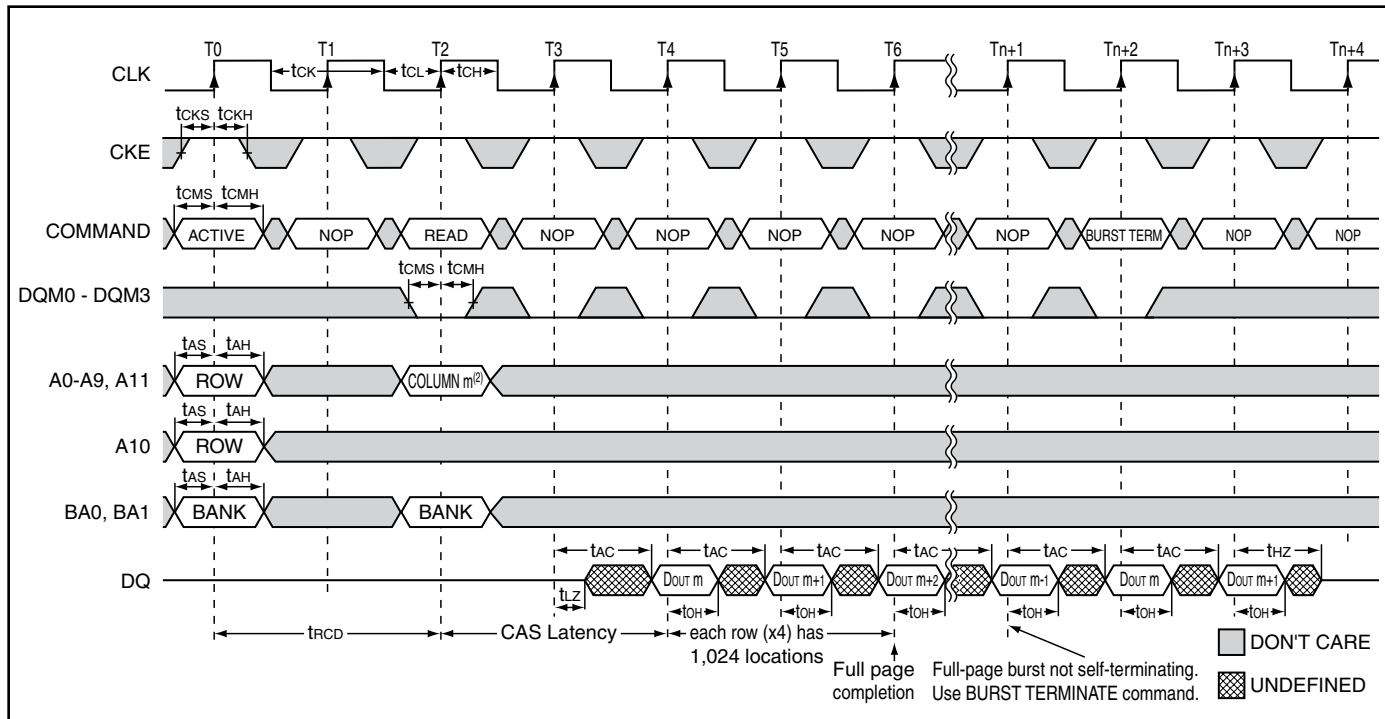 T0 T1 T2 T3 T4 T5 T6 Tn+1 Tn+2 Tn+3 Tn+4
CLK tCK tCL tCH
tCKS tCKH
CKE
tCMS tCMH
COMMAND ACTIVE NOP READ NOP NOP NOP NOP NOP BURST TERM NOP NOP
tCMS tCMH
DQM0 - DQM3
tAS tAH
A0-A9, A11 ROW COLUMN m(2)
tAS tAH
A10 ROW
tAS tAH
BA0, BA1 BANK BANK
tAC tAC tAC tAC tAC tAC tHZ
DQ DOUT m DOUT m+1 DOUT m+2 DOUT m-1 DOUT m DOUT m+1
tLZ tOH tOH tOH tOH tOH tOH
tRCD CAS Latency each row (x4) has
1,024 locations
Full page
completion
Full-page burst not self-terminating.
Use BURST TERMINATE command.
DON'T CARE
UNDEFINED